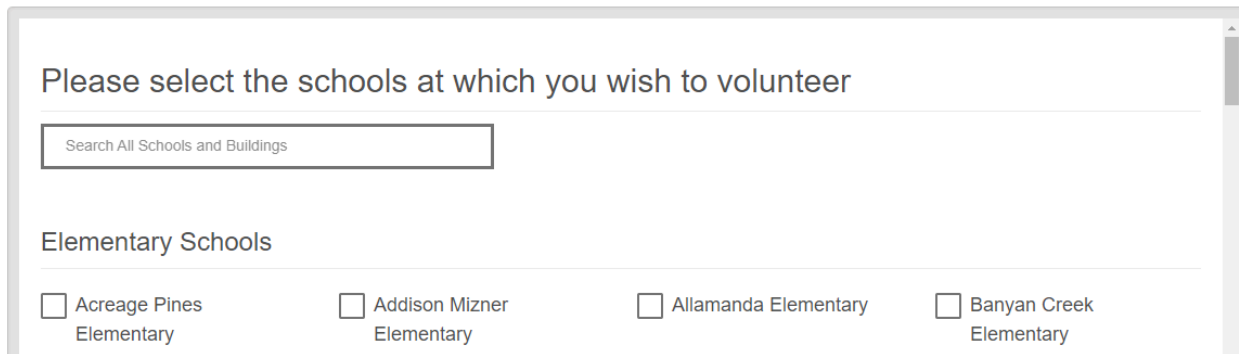 Please select the schools at which you wish to volunteer
Search All Schools and Buildings
Elementary Schools
Acreage Pines
Elementary
Addison Mizner
Elementary
Allamanda Elementary
Banyan Creek
Elementary